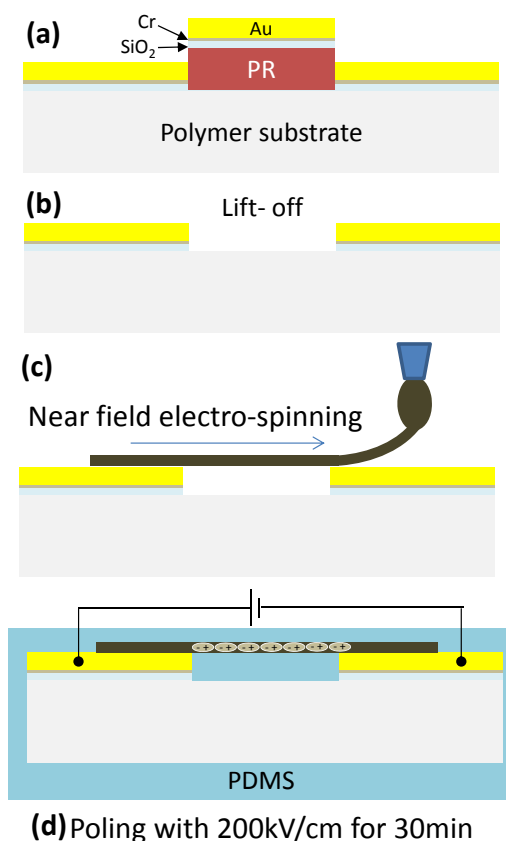 (a)
Cr
Au
SiO₂
PR
Polymer substrate
(b)
Lift- off
(c)
Near field electro-spinning
- + - + - + - + - + - + - +
PDMS
(d) Poling with 200kV/cm for 30min